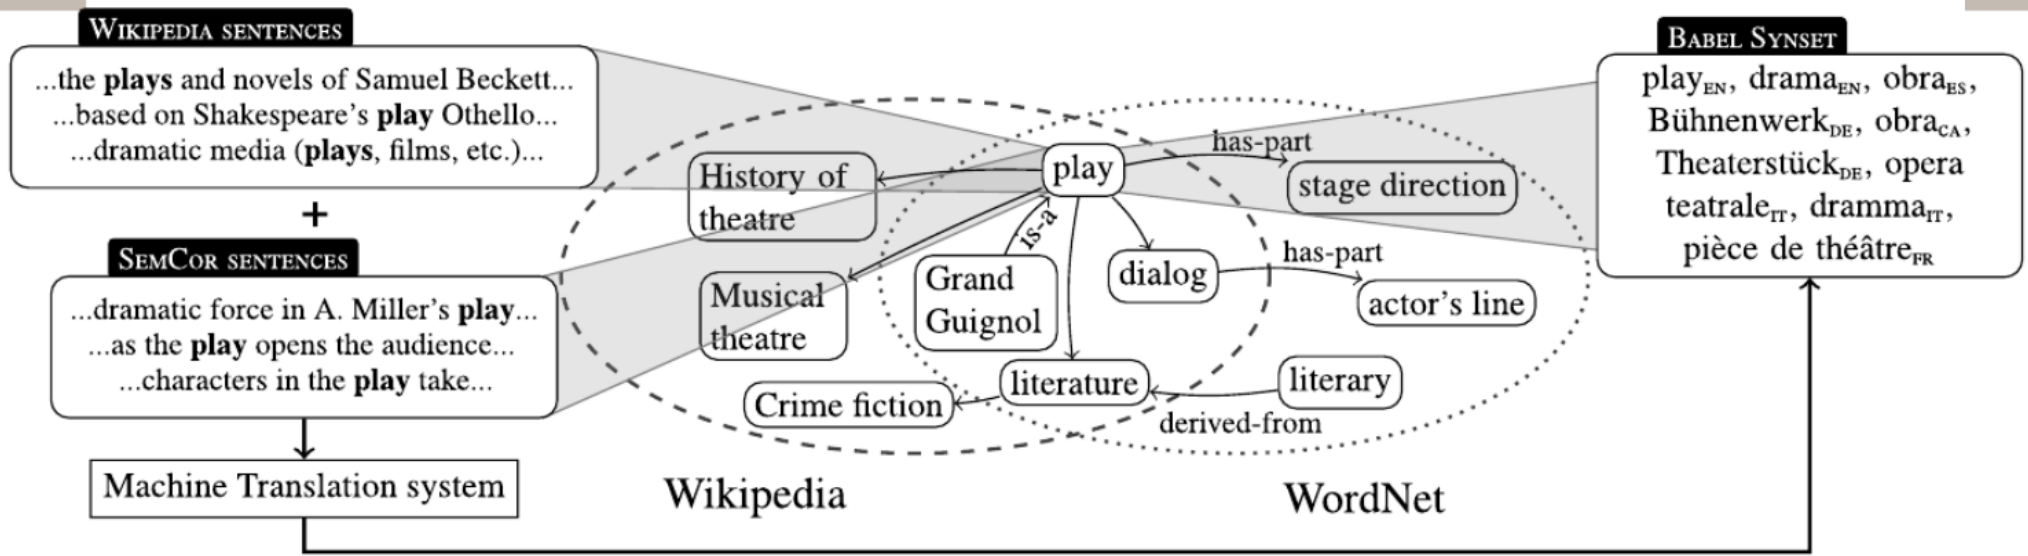 WIKIPEDIA SENTENCES
...the plays and novels of Samuel Beckett...
...based on Shakespeare's play Othello...
...dramatic media (plays, films, etc.)...
+
SEMCOR SENTENCES
...dramatic force in A. Miller's play...
...as the play opens the audience...
...characters in the play take...
Machine Translation system
History of
theatre
Musical
theatre
play
is-a
Grand
Guignol
dialog
has-part
stage direction
has-part
actor's line
literature
Crime fiction
literary
derived-from
Wikipedia
WordNet
BABEL SYNSET
playEN, dramaEN, obraES,
BühnenwerkDE, obraCA,
TheaterstückDE, opera
teatraleIT, drammaIT,
pièce de théâtreFR